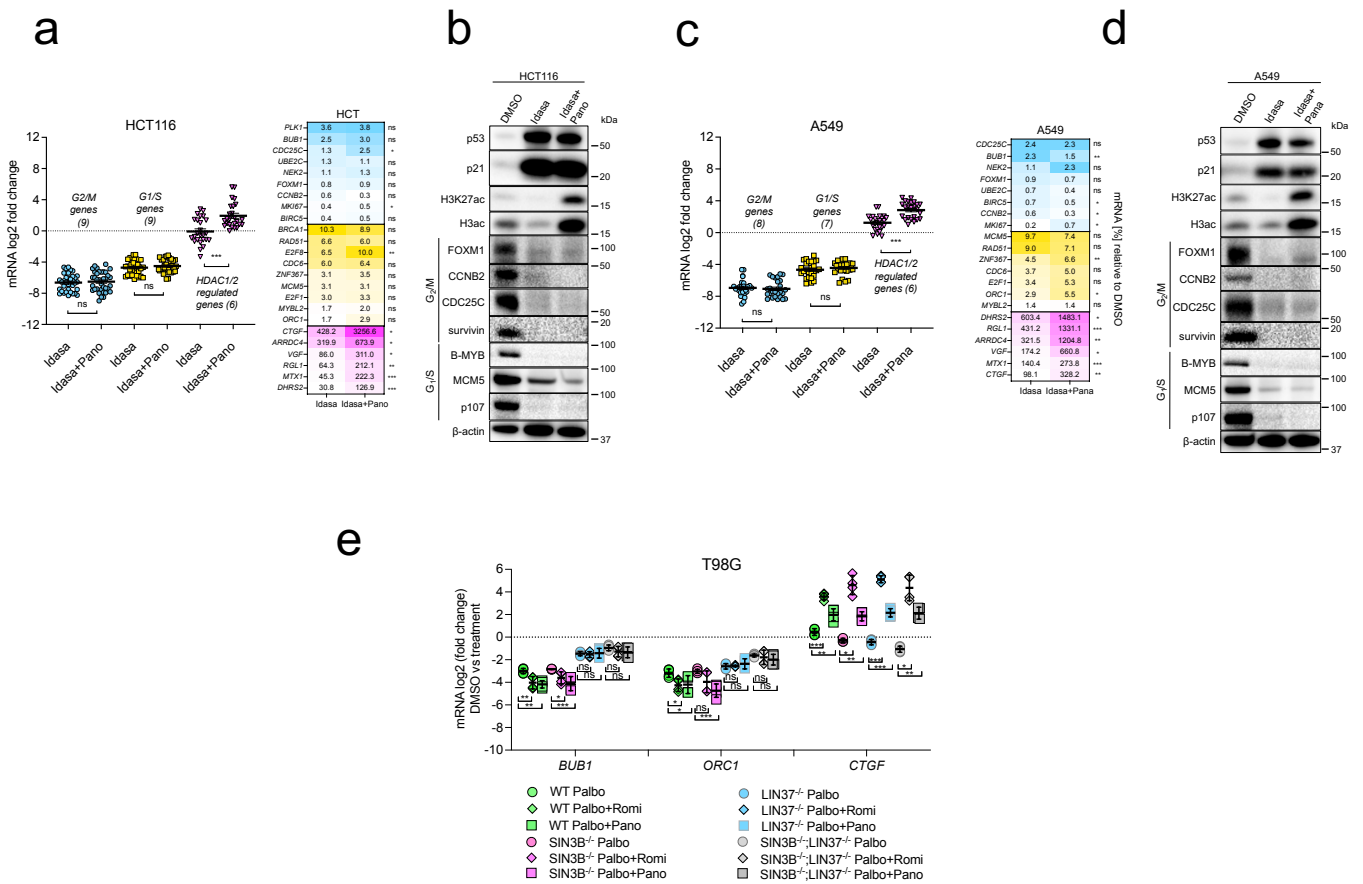 a
HCT116
mRNA log2 fold change
12
8
4
0
-4
-8
-12
G2/M
genes
(9)
G1/S
genes
(9)
HDAC1/2
regulated
genes (6)
ns
ns
***
Idasa
Idasa+Pano
Idasa
Idasa+Pano
Idasa
Idasa+Pano
HCT
PLK1 3.6 3.8 ns
BUB1 2.5 3.0 ns
CDC25C 1.3 2.5 *
UBE2C 1.3 1.1 ns
NEK2 1.1 1.3 ns
FOXM1 0.8 0.9 ns
CCNB2 0.6 0.3 ns
MKI67 0.4 0.5 *
BIRC5 0.4 0.5 ns
BRCA1 10.3 8.9 ns
RAD51 6.6 6.0 ns
E2F8 6.5 10.0 **
CDC6 6.0 6.4 ns
ZNF367 3.1 3.5 ns
MCM5 3.1 3.1 ns
E2F1 3.0 3.3 ns
MYBL2 1.7 2.0 ns
ORC1 1.7 2.9 ns
CTGF 428.2 3256.6 *
ARRDC4 319.9 673.9 *
VGF 86.0 311.0 *
RGL1 64.3 212.1 **
MTX1 45.3 222.3 ***
DHRS2 30.8 126.9 ***
Idasa Idasa+Pano
b
HCT116
DMSO
Idasa
Idasa+
Pano
kDa
p53
50
p21
20
H3K27ac
H3ac
G2/M
FOXM1
100
CCNB2
50
CDC25C
50
survivin
20
G1/S
B-MYB
100
MCM5
100
p107
100
β-actin
37
c
A549
mRNA log2 fold change
12
8
4
0
-4
-8
-12
G2/M
genes
(8)
G1/S
genes
(7)
HDAC1/2
regulated
genes (6)
ns
ns
***
Idasa
Idasa+Pana
Idasa
Idasa+Pana
Idasa
Idasa+Pana
A549
CDC25C 2.4 2.3 ns
BUB1 2.3 1.5 **
NEK2 1.1 2.3 ns
FOXM1 0.9 0.7 ns
UBE2C 0.7 0.4 ns
BIRC5 0.7 0.5 *
CCNB2 0.6 0.3 *
MKI67 0.2 0.7 *
MCM5 9.7 7.4 ns
RAD51 9.0 7.1 ns
ZNF367 4.5 6.6 **
CDC6 3.7 5.0 ns
E2F1 3.4 5.3 ns
ORC1 2.9 5.5 *
MYBL2 1.4 1.4 ns
DHRS2 603.4 1483.1 *
RGL1 431.2 1331.1 ***
ARRDC4 321.5 1204.8 **
VGF 174.2 660.8 *
MTX1 140.4 273.8 ***
CTGF 98.1 328.2 **
Idasa Idasa+Pana
mRNA [%] relative to DMSO
d
A549
DMSO
Idasa
Idasa+
Pana
kDa
p53
50
p21
20
H3K27ac
H3ac
G2/M
FOXM1
100
CCNB2
50
CDC25C
50
survivin
20
G1/S
B-MYB
100
MCM5
100
p107
100
β-actin
37
e
T98G
mRNA log2 (fold change)
DMSO vs treatment
6
4
2
0
-2
-4
-6
-8
-10
**
**
*
***
ns
ns
ns
ns
*
*
ns
***
ns
ns
ns
ns
***
**
*
**
***
***
*
**
BUB1
ORC1
CTGF
WT Palbo
WT Palbo+Romi
WT Palbo+Pano
SIN3B-/- Palbo
SIN3B-/- Palbo+Romi
SIN3B-/- Palbo+Pano
LIN37-/- Palbo
LIN37-/- Palbo+Romi
LIN37-/- Palbo+Pano
SIN3B-/-;LIN37-/- Palbo
SIN3B-/-;LIN37-/- Palbo+Romi
SIN3B-/-;LIN37-/- Palbo+Pano